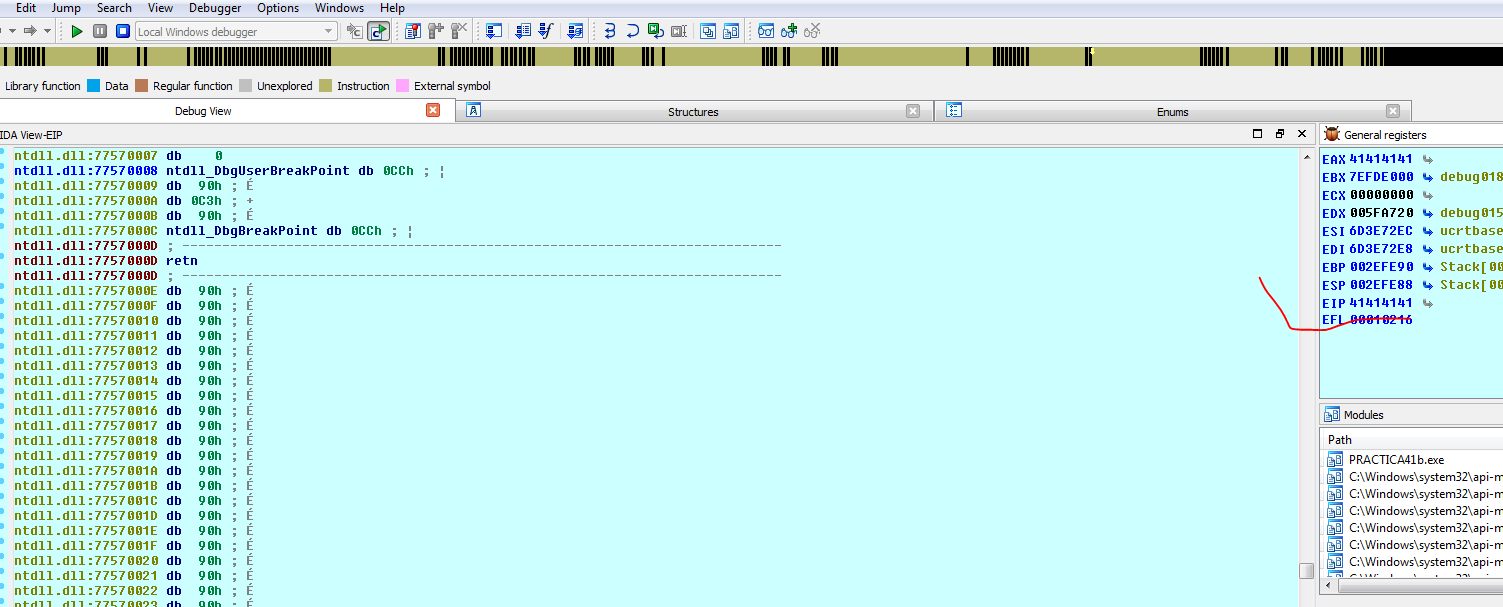 Edit Jump Search View Debugger Options Windows Help
Local Windows debugger
Library function Data Regular function Unexplored Instruction External symbol
Debug View Structures Enums
IDA View-EIP
ntdll.dll:77570007 db 0
ntdll.dll:77570008 ntdll_DbgUserBreakPoint db 0CCh ; ¦
ntdll.dll:77570009 db 90h ; É
ntdll.dll:7757000A db 0C3h ; +
ntdll.dll:7757000B db 90h ; É
ntdll.dll:7757000C ntdll_DbgBreakPoint db 0CCh ; ¦
ntdll.dll:7757000D ; ---------------------------------------------------------------------------
ntdll.dll:7757000D retn
ntdll.dll:7757000D ; ---------------------------------------------------------------------------
ntdll.dll:7757000E db 90h ; É
ntdll.dll:7757000F db 90h ; É
ntdll.dll:77570010 db 90h ; É
ntdll.dll:77570011 db 90h ; É
ntdll.dll:77570012 db 90h ; É
ntdll.dll:77570013 db 90h ; É
ntdll.dll:77570014 db 90h ; É
ntdll.dll:77570015 db 90h ; É
ntdll.dll:77570016 db 90h ; É
ntdll.dll:77570017 db 90h ; É
ntdll.dll:77570018 db 90h ; É
ntdll.dll:77570019 db 90h ; É
ntdll.dll:7757001A db 90h ; É
ntdll.dll:7757001B db 90h ; É
ntdll.dll:7757001C db 90h ; É
ntdll.dll:7757001D db 90h ; É
ntdll.dll:7757001E db 90h ; É
ntdll.dll:7757001F db 90h ; É
ntdll.dll:77570020 db 90h ; É
ntdll.dll:77570021 db 90h ; É
ntdll.dll:77570022 db 90h ; É
ntdll.dll:77570023 db 90h ; É
General registers
EAX 41414141
EBX 7EFDE000 debug018
ECX 00000000
EDX 005FA720 debug015
ESI 6D3E72EC ucrtbase
EDI 6D3E72E8 ucrtbase
EBP 002EFE90 Stack[00
ESP 002EFE88 Stack[00
EIP 41414141
EFL 00010216
Modules
Path
PRACTICA41b.exe
C:\Windows\system32\api-m
C:\Windows\system32\api-m
C:\Windows\system32\api-m
C:\Windows\system32\api-m
C:\Windows\system32\api-m
C:\Windows\system32\api-m